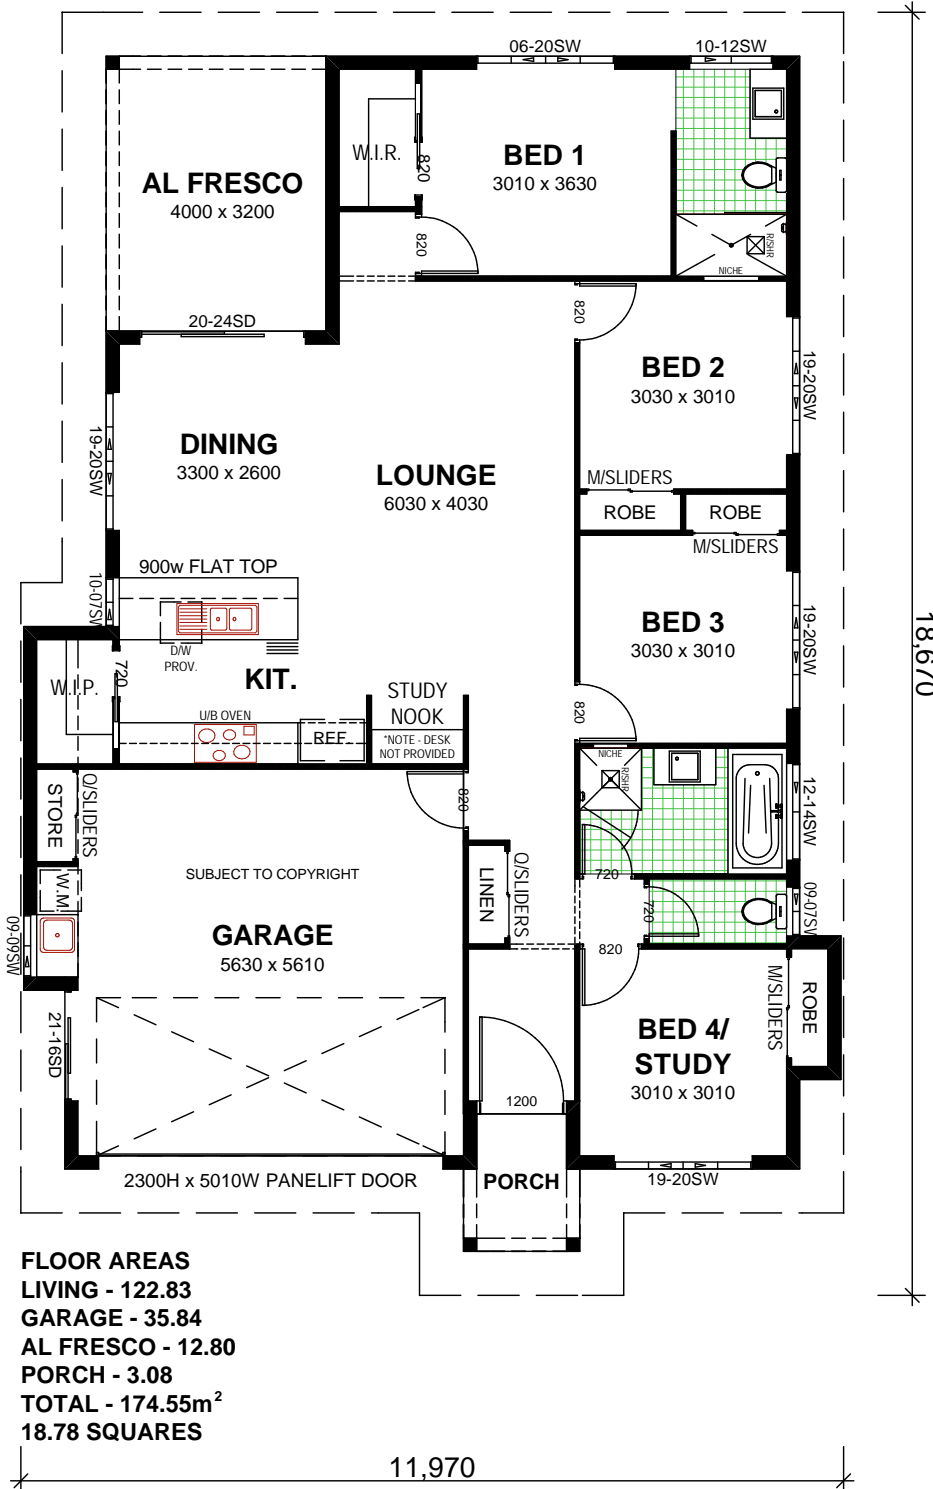 06-20SW
10-12SW
W.I.R.
820
BED 1
3010 x 3630
AL FRESCO
4000 x 3200
820
R/SHR
NICHE
20-24SD
820
BED 2
3030 x 3010
19-20SW
DINING
3300 x 2600
19-20SW
LOUNGE
6030 x 4030
M/SLIDERS
ROBE
ROBE
M/SLIDERS
900w FLAT TOP
10-07SW
D/W
PROV.
BED 3
3030 x 3010
19-20SW
18,670
W.I.P.
720
KIT.
STUDY
NOOK
*NOTE - DESK
NOT PROVIDED
U/B OVEN
REF.
820
NICHE
R/SHR
12-14SW
STORE
O/SLIDERS
820
SUBJECT TO COPYRIGHT
W.M.
LINEN
O/SLIDERS
720
720
09-07SW
09-09SW
GARAGE
5630 x 5610
820
M/SLIDERS
ROBE
21-16SD
BED 4/
STUDY
3010 x 3010
1200
2300H x 5010W PANELIFT DOOR
PORCH
19-20SW
FLOOR AREAS
LIVING - 122.83
GARAGE - 35.84
AL FRESCO - 12.80
PORCH - 3.08
TOTAL - 174.55m²
18.78 SQUARES
11,970